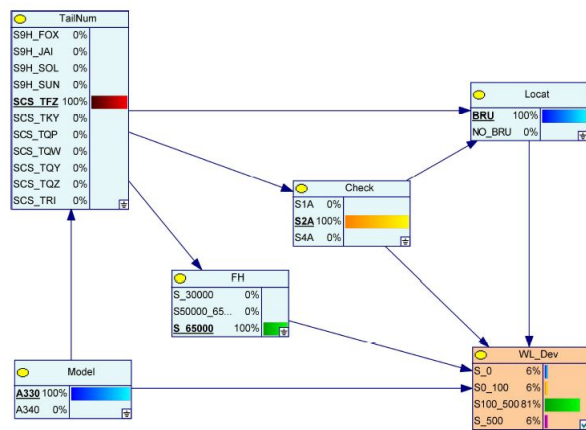 TailNum
S9H_FOX 0%
S9H_JAI 0%
S9H_SOL 0%
S9H_SUN 0%
SCS_TFZ 100%
SCS_TKY 0%
SCS_TQP 0%
SCS_TQW 0%
SCS_TQY 0%
SCS_TQZ 0%
SCS_TRI 0%
Locat
BRU 100%
NO_BRU 0%
Check
S1A 0%
S2A 100%
S4A 0%
FH
S_30000 0%
S50000_65... 0%
S_65000 100%
Model
A330 100%
A340 0%
WL_Dev
S_0 6%
S0_100 6%
S100_500 81%
S_500 6%